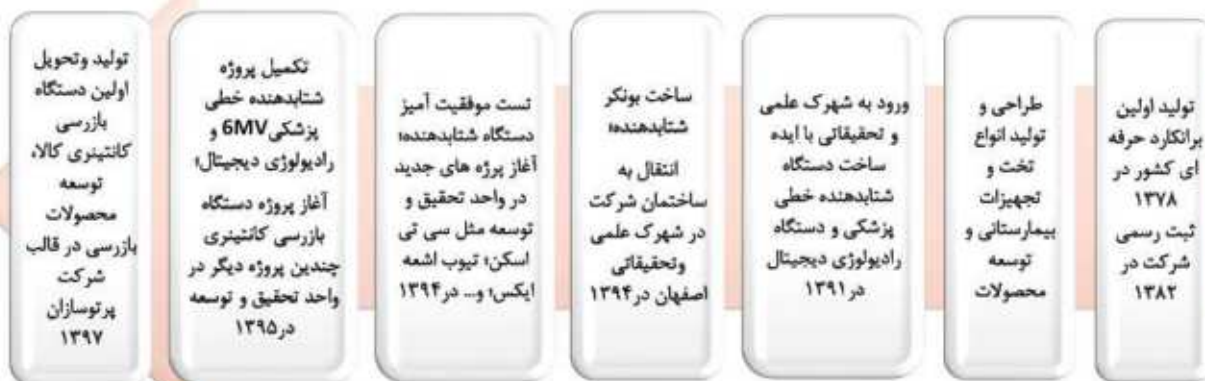 تولید اولین
برانکارد حرفه
ای کشور در
۱۳۷۸
ثبت رسمی
شرکت در
۱۳۸۲
طراحی و
تولید انواع
تخت و
تجهیزات
بیمارستانی و
توسعه
محصولات
ورود به شهرک علمی
و تحقیقاتی با ایده
ساخت دستگاه
شتابدهنده خطی
پزشکی و دستگاه
رادیولوژی دیجیتال
در ۱۳۹۱
ساخت بونکر
شتابدهنده؛
انتقال به
ساختمان شرکت
در شهرک علمی
وتحقیقاتی
اصفهان در ۱۳۹۴
تست موفقیت آمیز
دستگاه شتابدهنده؛
آغاز پرژه های جدید
در واحد تحقیق و
توسعه مثل سی تی
اسکن؛ تیوب اشعه
ایکس؛ و... در ۱۳۹۴
تکمیل پروژه
شتابدهنده خطی
پزشکی 6MV و
رادیولوژی دیجیتال؛
آغاز پروژه دستگاه
بازرسی کانتینری
چندین پروژه دیگر در
واحد تحقیق و توسعه
در۱۳۹۵
تولید وتحویل
اولین دستگاه
بازرسی
کانتینری کالا،
توسعه
محصولات
بازرسی در قالب
شرکت
پرتوسازان
۱۳۹۷